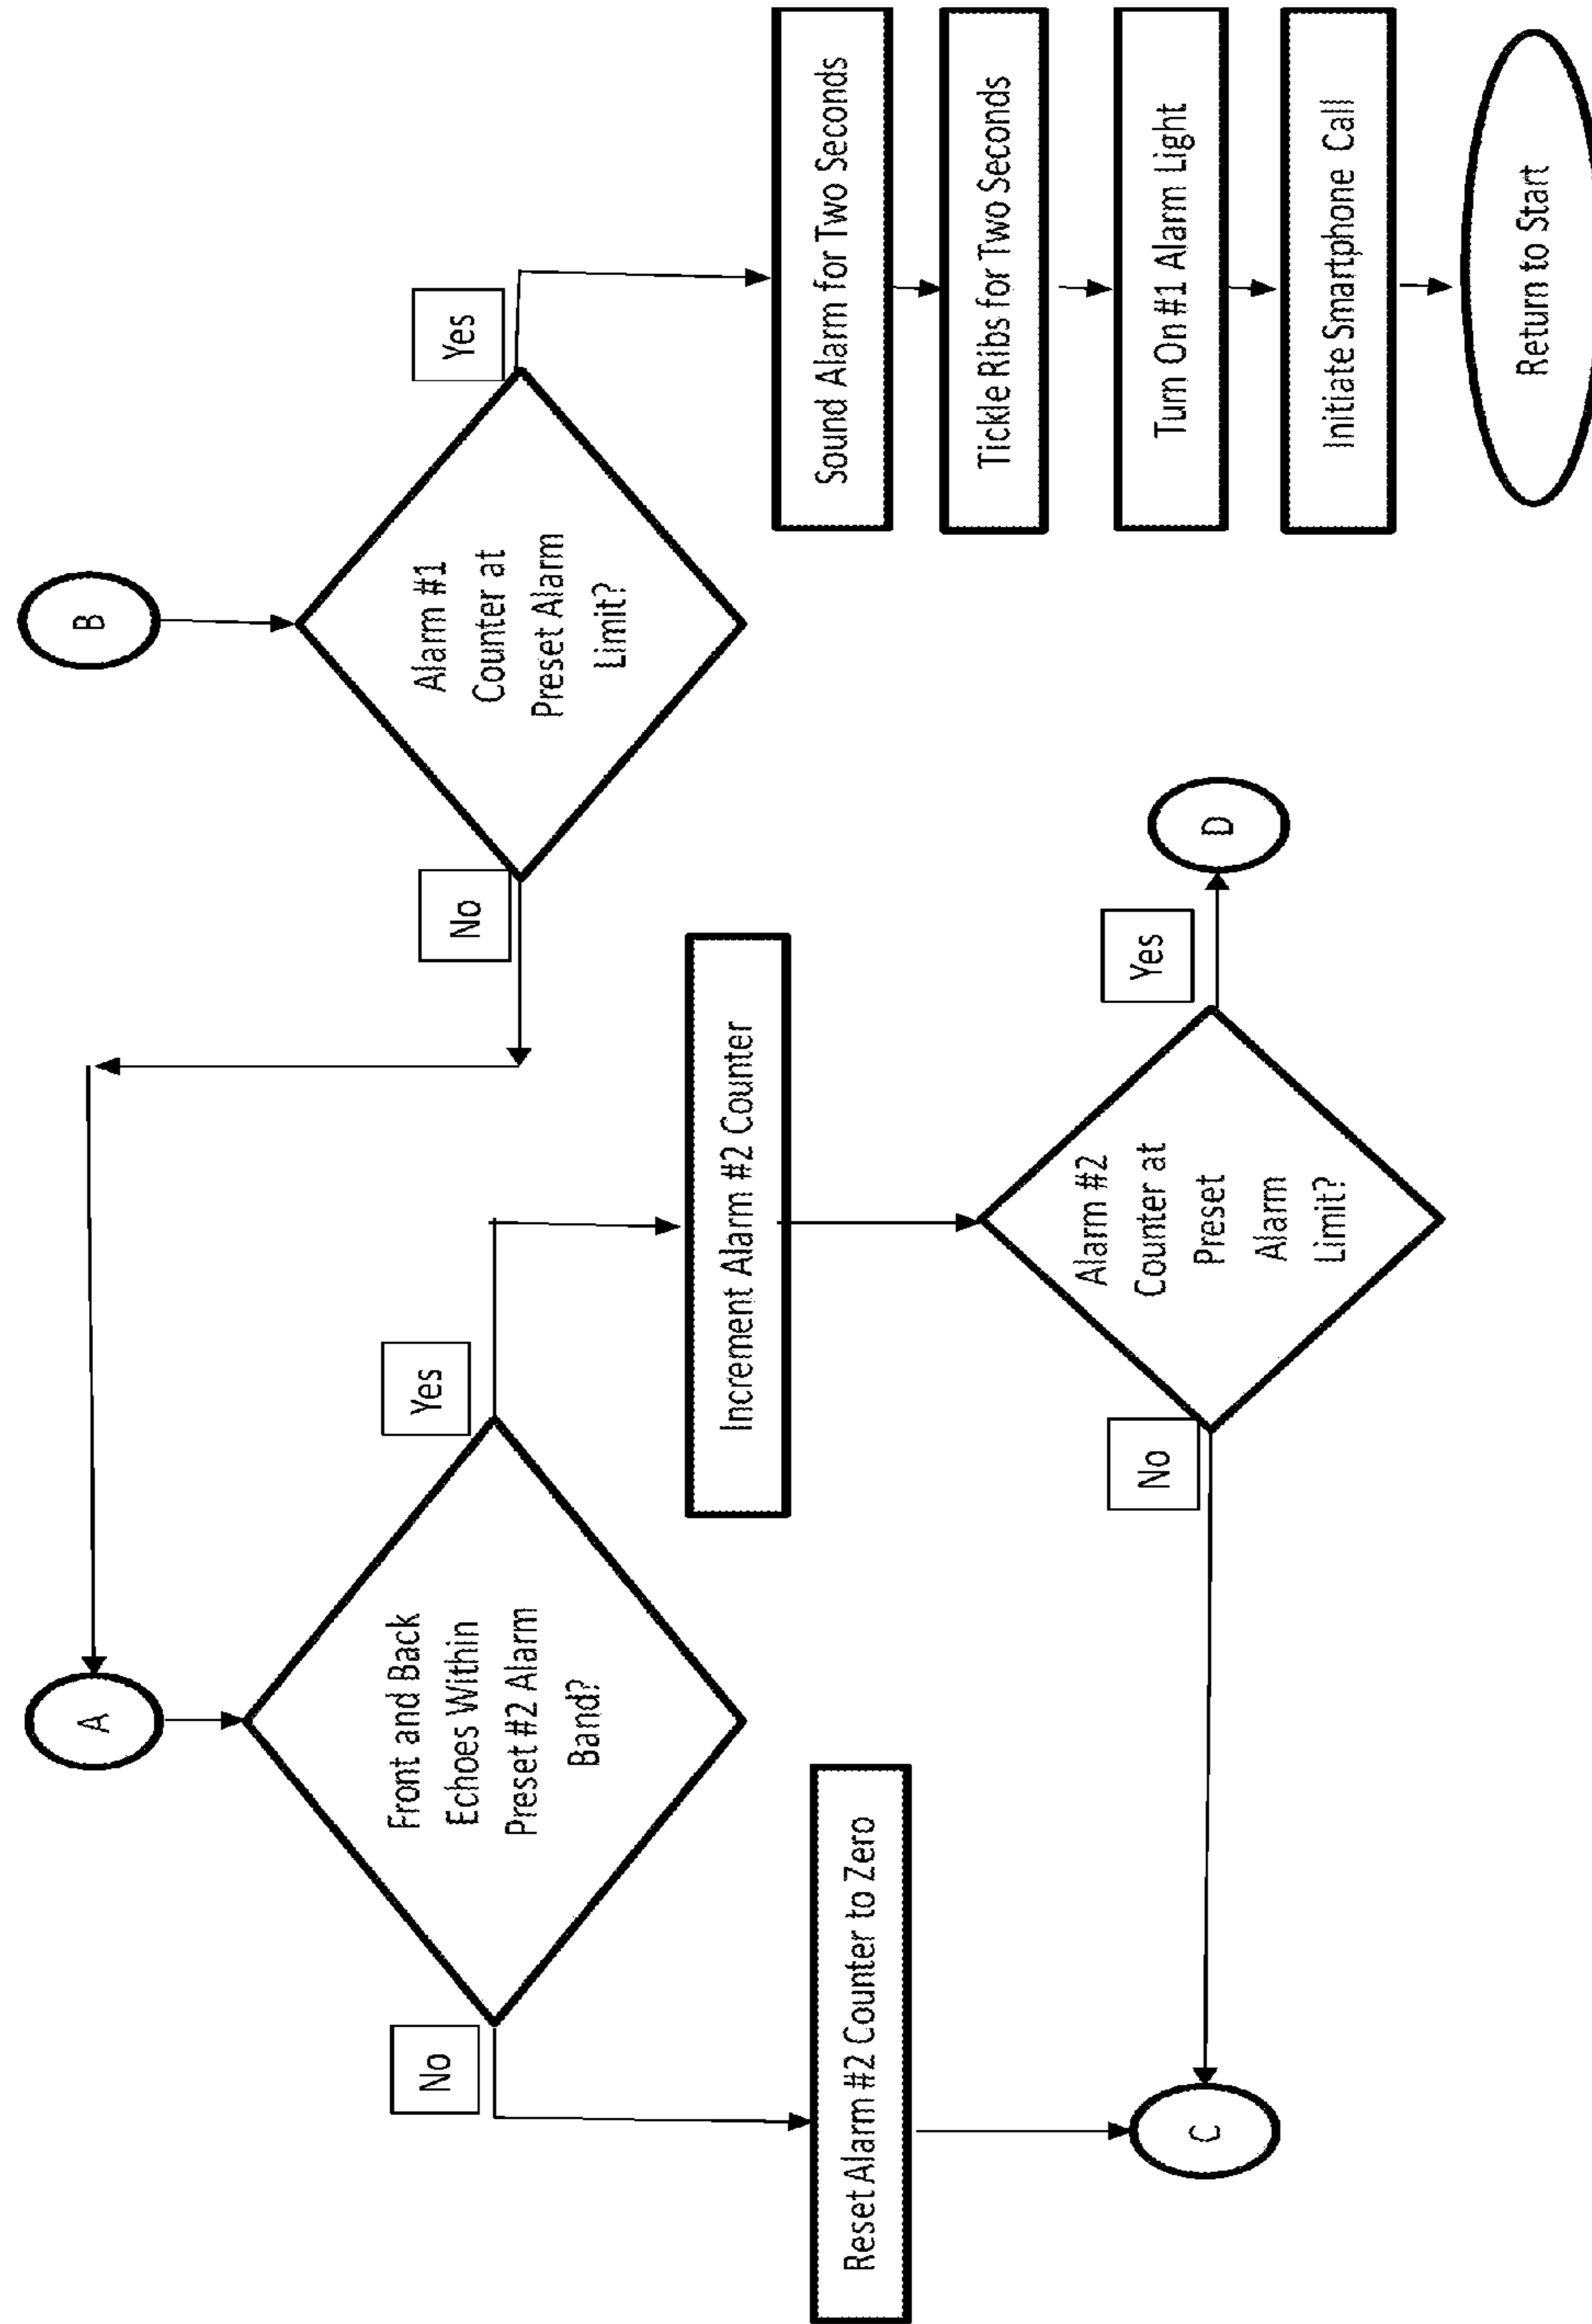 A
Front and Back
Echoes Within
Preset #2 Alarm
Band?
No
Yes
Reset Alarm #2 Counter to Zero
Increment Alarm #2 Counter
Alarm #2
Counter at
Preset
Alarm
Limit?
No
Yes
C
D
B
Alarm #1
Counter at
Preset Alarm
Limit?
No
Yes
Sound Alarm for Two Seconds
Tickle Ribs for Two Seconds
Turn On #1 Alarm Light
Initiate Smartphone Call
Return to Start